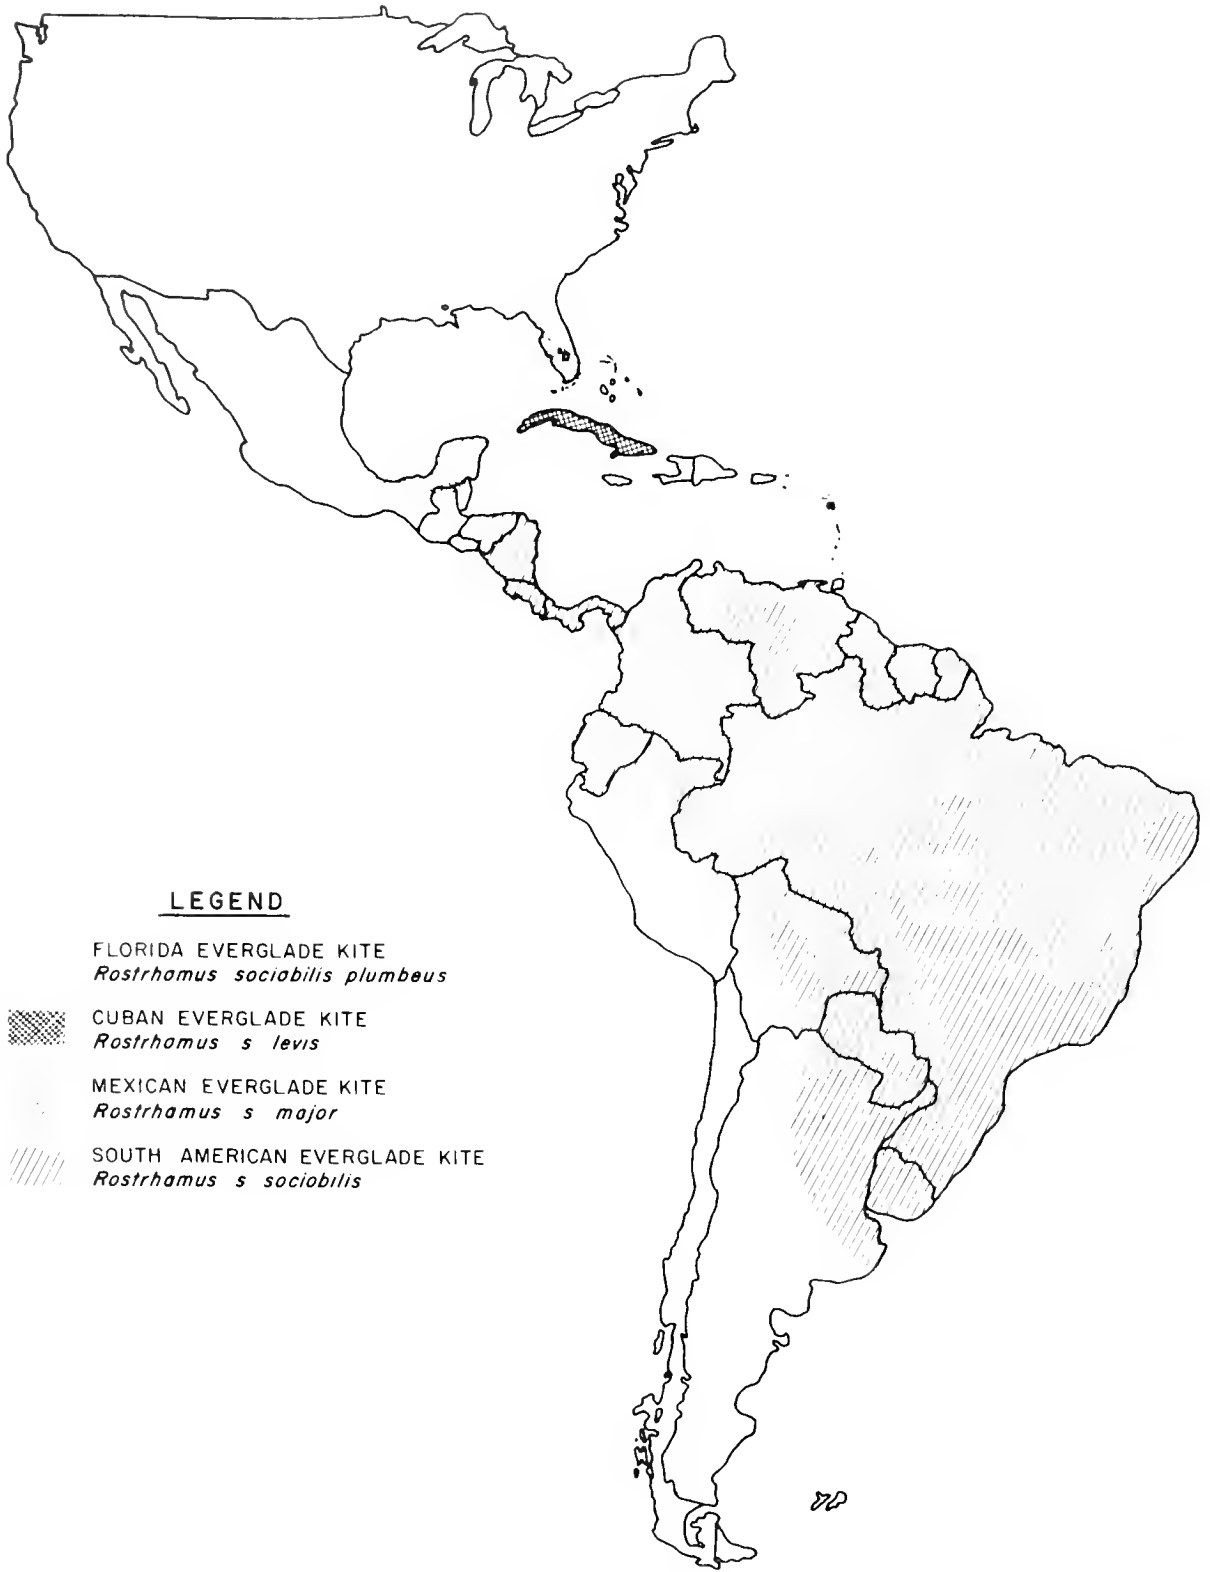 LEGEND
FLORIDA EVERGLADE KITE
Rostrhamus sociabilis plumbeus
CUBAN EVERGLADE KITE
Rostrhamus s levis
MEXICAN EVERGLADE KITE
Rostrhamus s major
SOUTH AMERICAN EVERGLADE KITE
Rostrhamus s sociobilis